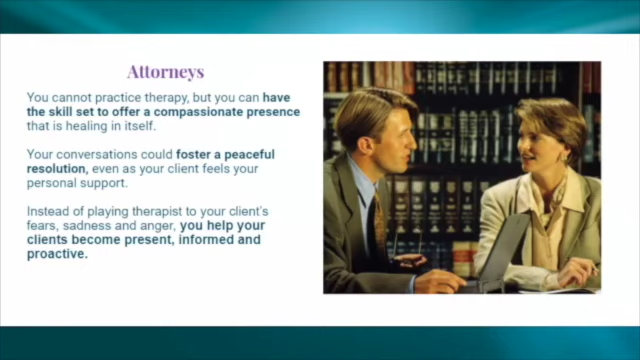 Attorneys
You cannot practice therapy, but you can have
the skill set to offer a compassionate presence
that is healing in itself.
Your conversations could foster a peaceful
resolution, even as your client feels your
personal support.
Instead of playing therapist to your client's
fears, sadness and anger, you help your
clients become present, informed and
proactive.